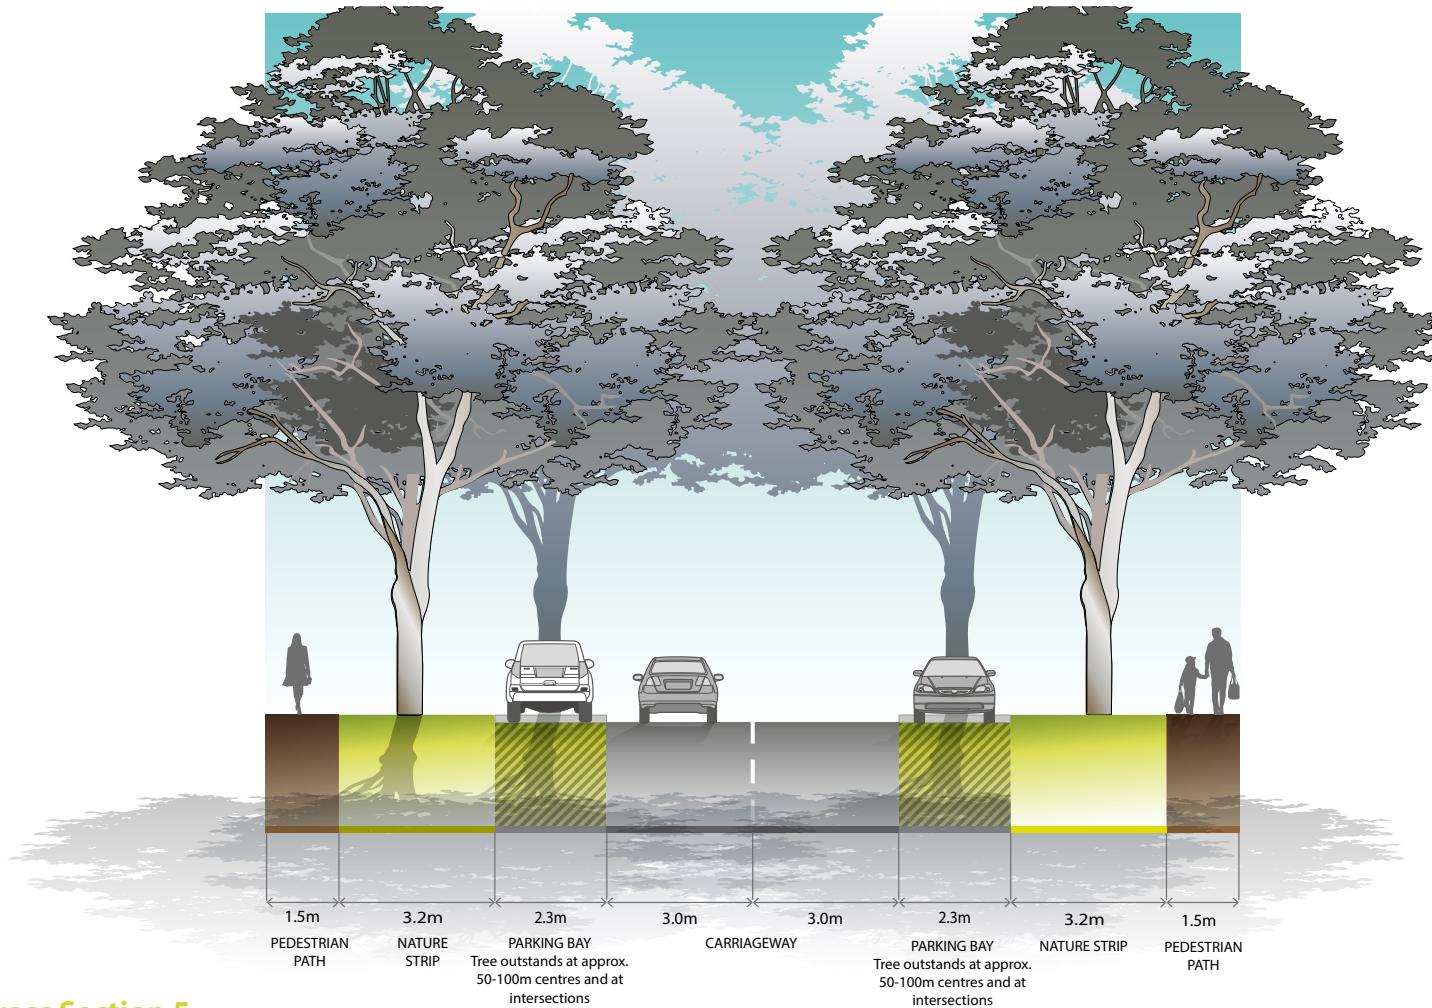 1.5m 3.2m 2.3m 3.0m 3.0m 2.3m 3.2m 1.5m
PEDESTRIAN
PATH
NATURE
STRIP
PARKING BAY
Tree outstands at approx.
50-100m centres and at
intersections
CARRIAGEWAY
PARKING BAY
Tree outstands at approx.
50-100m centres and at
intersections
NATURE STRIP
PEDESTRIAN
PATH
Section